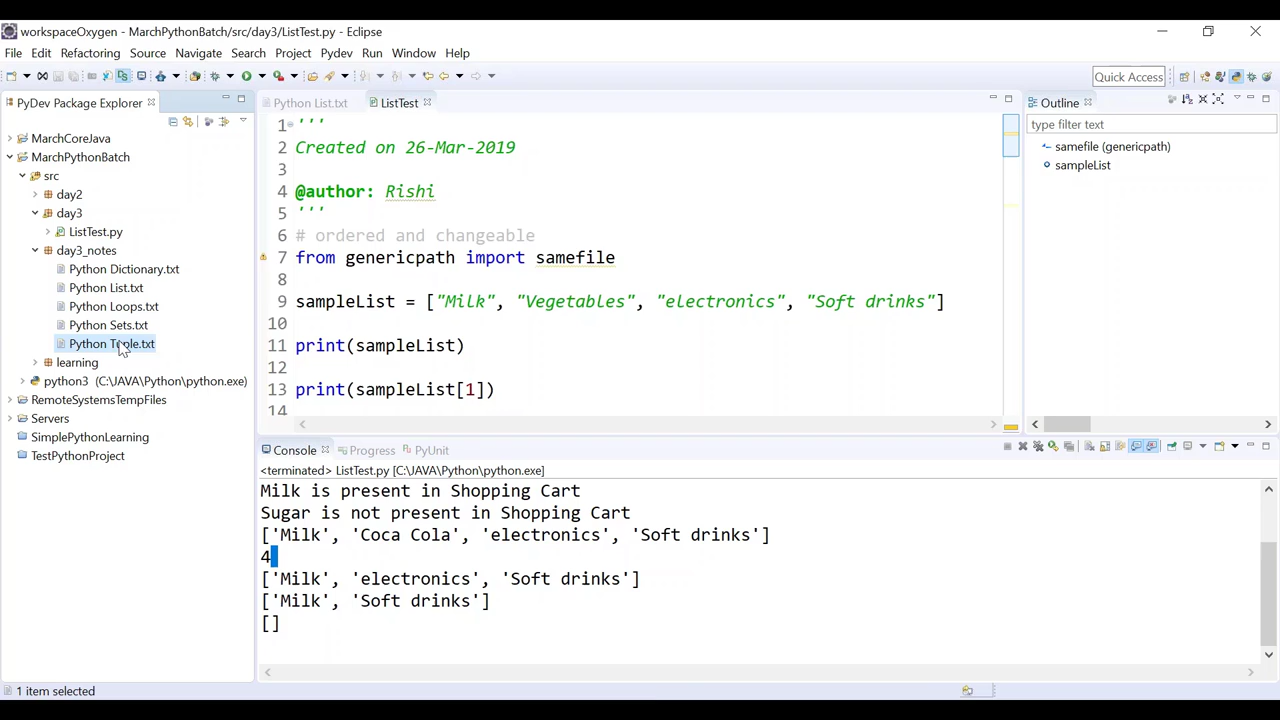 workspaceOxygen - MarchPythonBatch/src/day3/ListTest.py - Eclipse
File Edit Refactoring Source Navigate Search Project Pydev Run Window Help
Quick Access
PyDev Package Explorer
MarchCoreJava
MarchPythonBatch
src
day2
day3
ListTest.py
day3_notes
Python Dictionary.txt
Python List.txt
Python Loops.txt
Python Sets.txt
Python Tuple.txt
learning
python3 (C:\JAVA\Python\python.exe)
RemoteSystemsTempFiles
Servers
SimplePythonLearning
TestPythonProject
Python List.txt ListTest
1 '''
2 Created on 26-Mar-2019
3
4 @author: Rishi
5 '''
6 # ordered and changeable
7 from genericpath import samefile
8
9 sampleList = ["Milk", "Vegetables", "electronics", "Soft drinks"]
10
11 print(sampleList)
12
13 print(sampleList[1])
14
Outline
type filter text
samefile (genericpath)
sampleList
Console Progress PyUnit
<terminated> ListTest.py [C:\JAVA\Python\python.exe]
Milk is present in Shopping Cart
Sugar is not present in Shopping Cart
['Milk', 'Coca Cola', 'electronics', 'Soft drinks']
4
['Milk', 'electronics', 'Soft drinks']
['Milk', 'Soft drinks']
[]
1 item selected